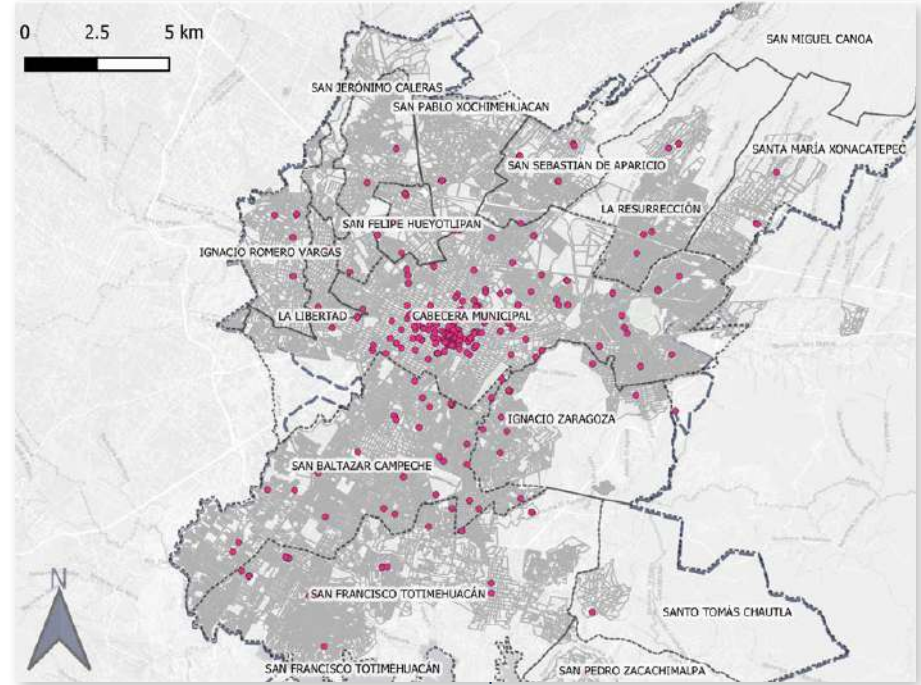 0 2.5 5 km
SAN MIGUEL CANOA
SAN JERÓNIMO CALERAS
SAN PABLO XOCHIMEHUACAN
SANTA MARÍA XONACATEPEC
SAN SEBASTIÁN DE APARICIO
LA RESURRECCIÓN
SAN FELIPE HUEYOTLIPAN
IGNACIO ROMERO VARGAS
LA LIBERTAD
CABECERA MUNICIPAL
IGNACIO ZARAGOZA
SAN BALTAZAR CAMPECHE
N
SAN FRANCISCO TOTIMEHUACÁN
SANTO TOMÁS CHAUTLA
SAN FRANCISCO TOTIMEHUACÁN
SAN PEDRO ZACACHIMALPA